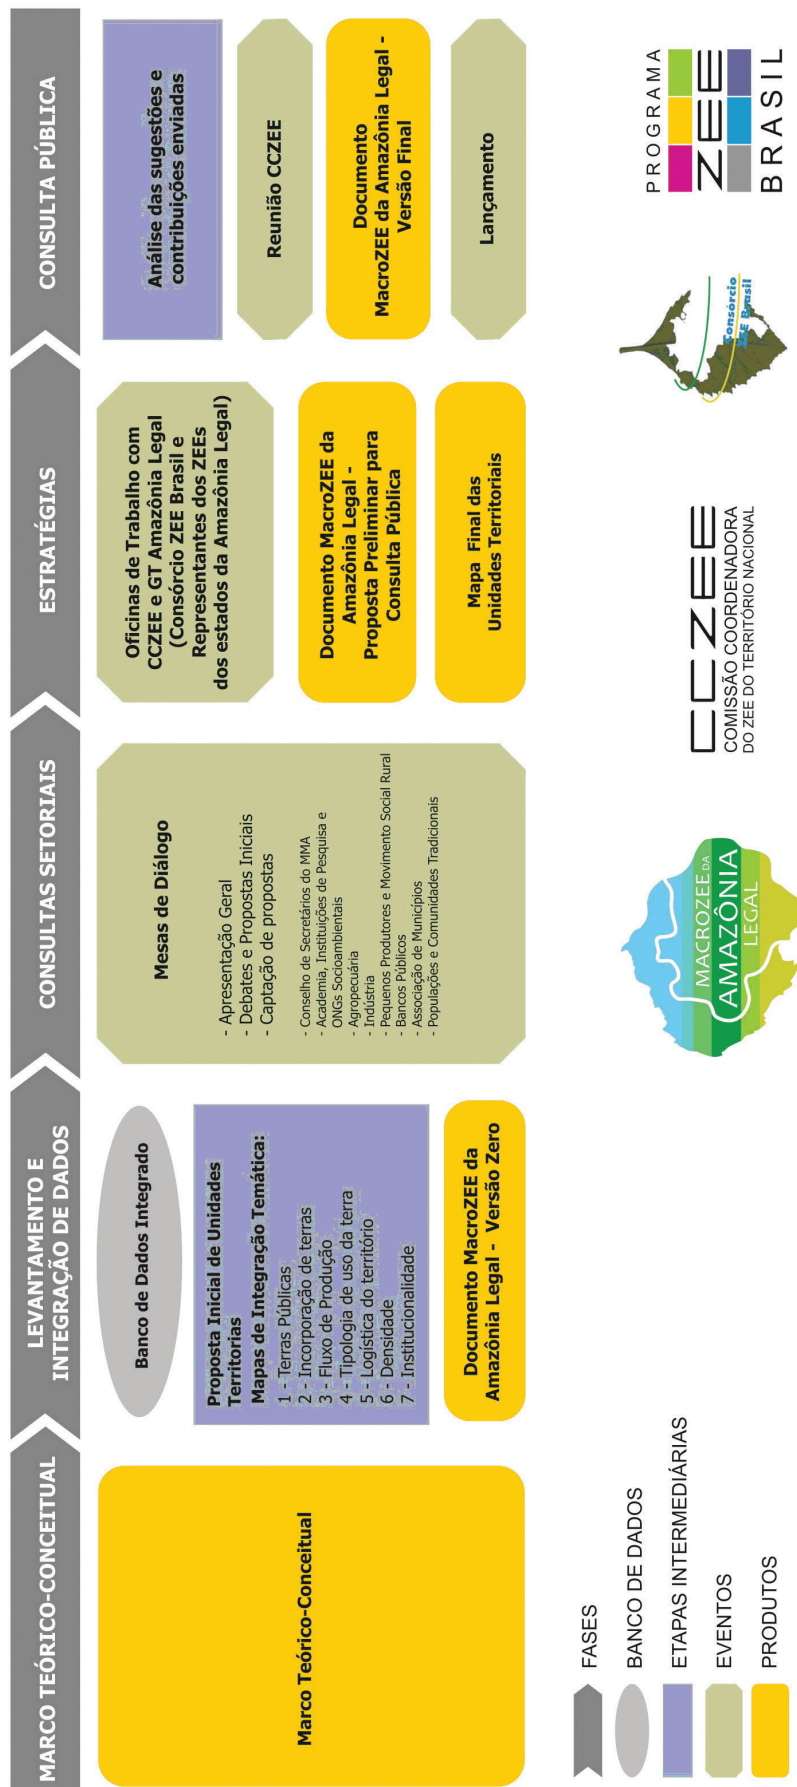 MARCO TEÓRICO-CONCEITUAL
LEVANTAMENTO E
INTEGRAÇÃO DE DADOS
CONSULTAS SETORIAIS
ESTRATÉGIAS
CONSULTA PÚBLICA
Marco Teórico-Conceitual
Banco de Dados Integrado
Proposta Inicial de Unidades
Territorias
Mapas de Integração Temática:
1 - Terras Públicas
2 - Incorporação de terras
3 - Fluxo de Produção
4 - Tipologia de uso da terra
5 - Logística do território
6 - Densidade
7 - Institucionalidade
Documento MacroZEE da
Amazônia Legal - Versão Zero
Mesas de Diálogo
- Apresentação Geral
- Debates e Propostas Iniciais
- Captação de propostas
- Conselho de Secretários do MMA
- Academia, Instituições de Pesquisa e
ONGs Socioambientais
- Agropecuária
- Indústria
- Pequenos Produtores e Movimento Social Rural
- Bancos Públicos
- Associação de Municípios
- Populações e Comunidades Tradicionais
Oficinas de Trabalho com
CCZEE e GT Amazônia Legal
(Consórcio ZEE Brasil e
Representantes dos ZEEs
dos estados da Amazônia Legal)
Documento MacroZEE da
Amazônia Legal -
Proposta Preliminar para
Consulta Pública
Mapa Final das
Unidades Territoriais
Análise das sugestões e
contribuições enviadas
Reunião CCZEE
Documento
MacroZEE da Amazônia Legal -
Versão Final
Lançamento
FASES
BANCO DE DADOS
ETAPAS INTERMEDIÁRIAS
EVENTOS
PRODUTOS
MACROZEE DA
AMAZÔNIA
LEGAL
CCZEE
COMISSÃO COORDENADORA
DO ZEE DO TERRITÓRIO NACIONAL
Consórcio
ZEE Brasil
PROGRAMA
ZEE
BRASIL